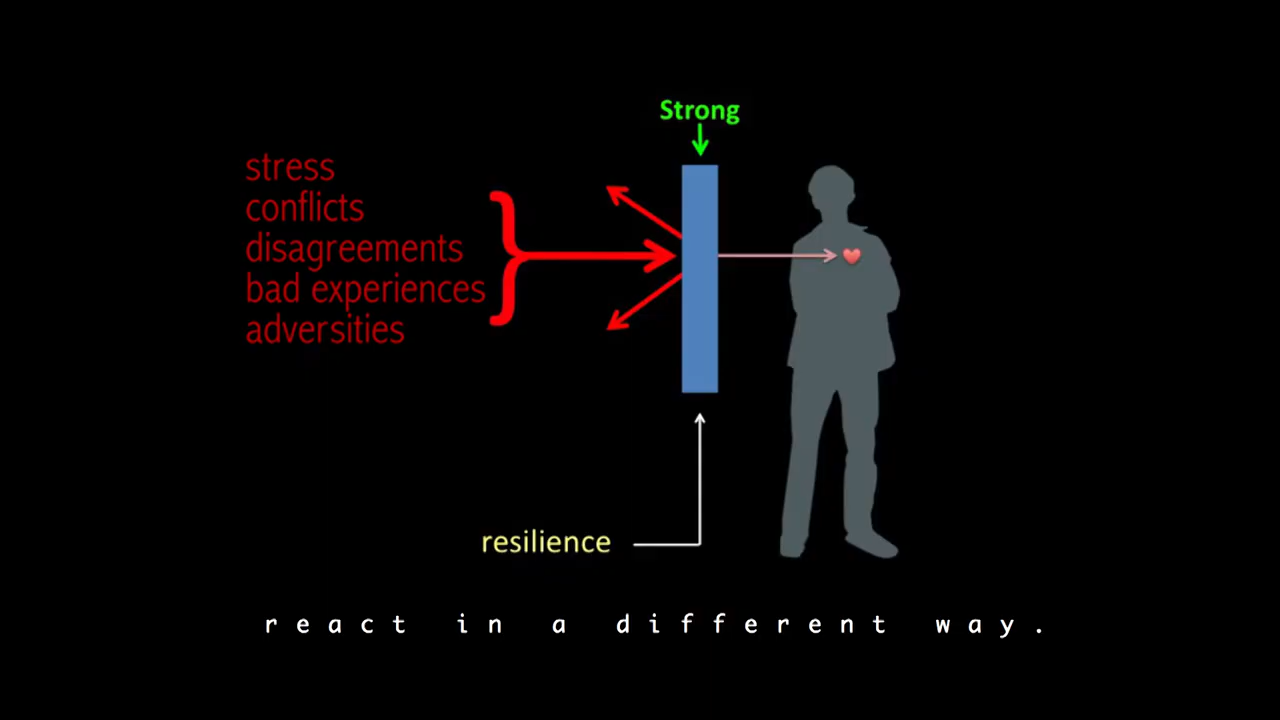 Strong
stress
conflicts
disagreements
bad experiences
adversities
resilience
react in a different way.